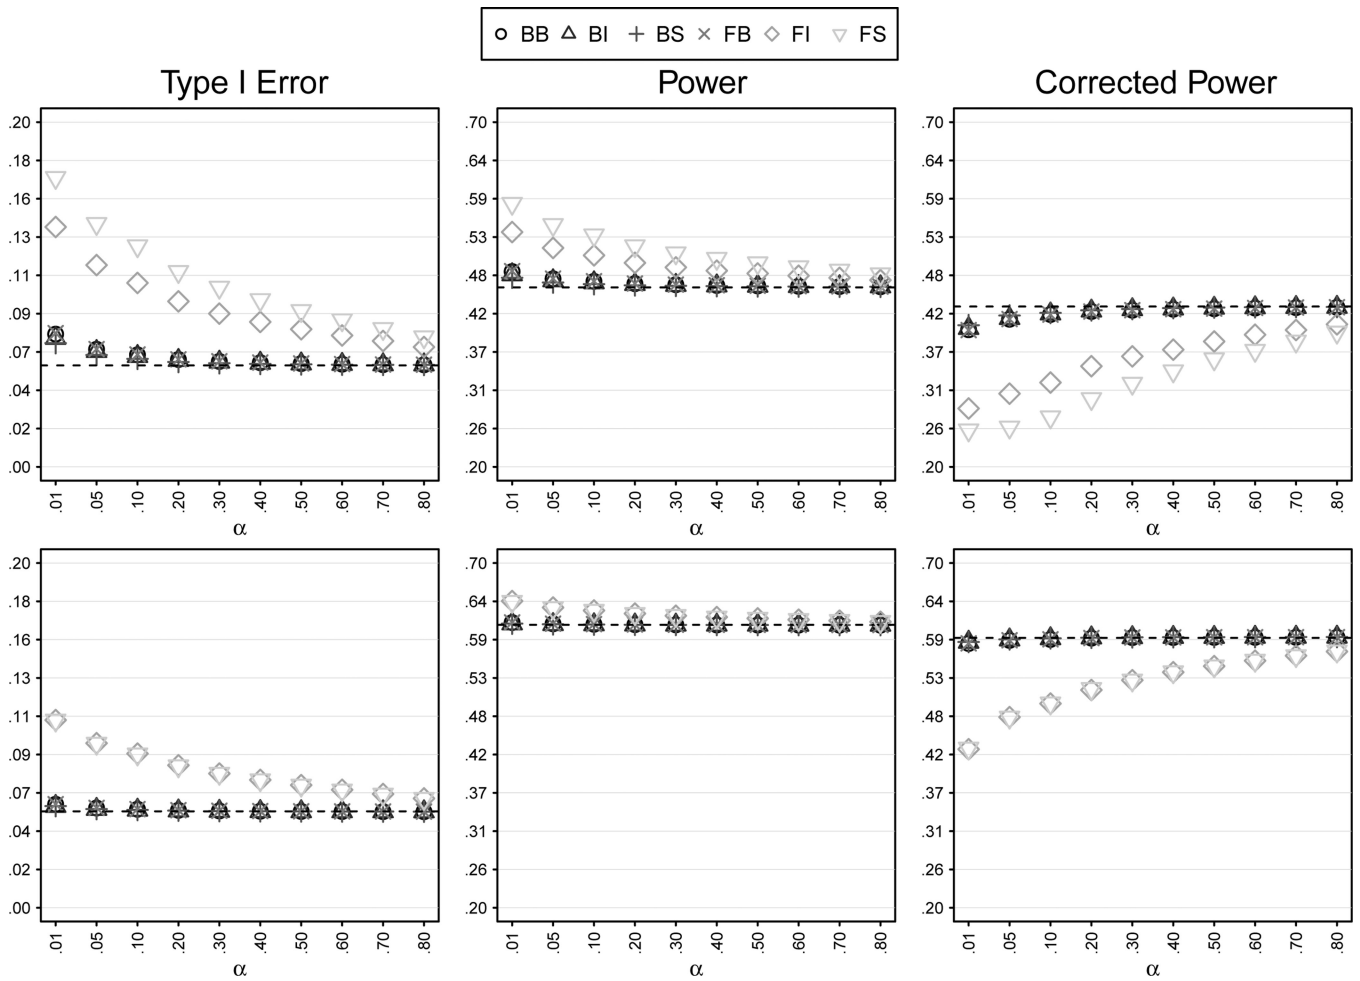 BB BI BS FB FI FS
Type I Error Power Corrected Power
.20 .70 .70
.18 .64 .64
.16 .59 .59
.13 .53 .53
.11 .48 .48
.09 .42 .42
.07 .37 .37
.04 .31 .31
.02 .26 .26
.00 .20 .20
.01 .05 .10 .20 .30 .40 .50 .60 .70 .80 .01 .05 .10 .20 .30 .40 .50 .60 .70 .80 .01 .05 .10 .20 .30 .40 .50 .60 .70 .80
α α α
.20 .70 .70
.18 .64 .64
.16 .59 .59
.13 .53 .53
.11 .48 .48
.09 .42 .42
.07 .37 .37
.04 .31 .31
.02 .26 .26
.00 .20 .20
.01 .05 .10 .20 .30 .40 .50 .60 .70 .80 .01 .05 .10 .20 .30 .40 .50 .60 .70 .80 .01 .05 .10 .20 .30 .40 .50 .60 .70 .80
α α α